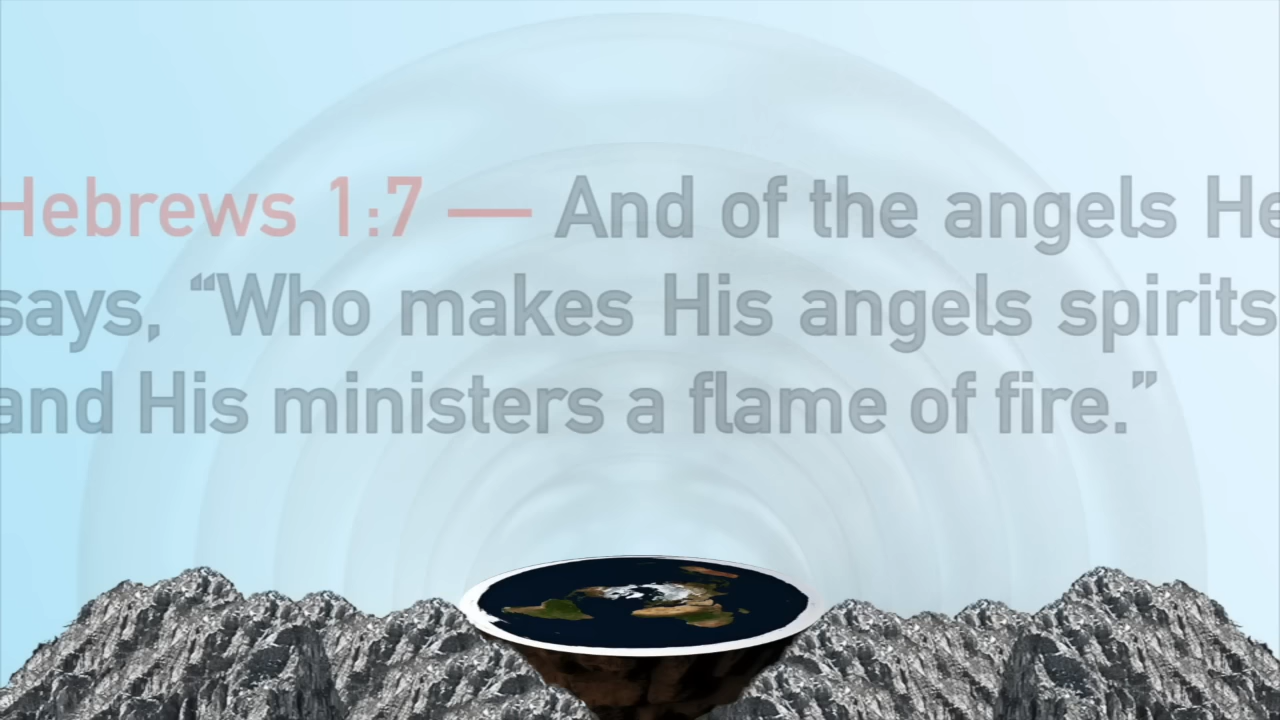 Hebrews 1:7 — And of the angels He
says, “Who makes His angels spirits
and His ministers a flame of fire.”